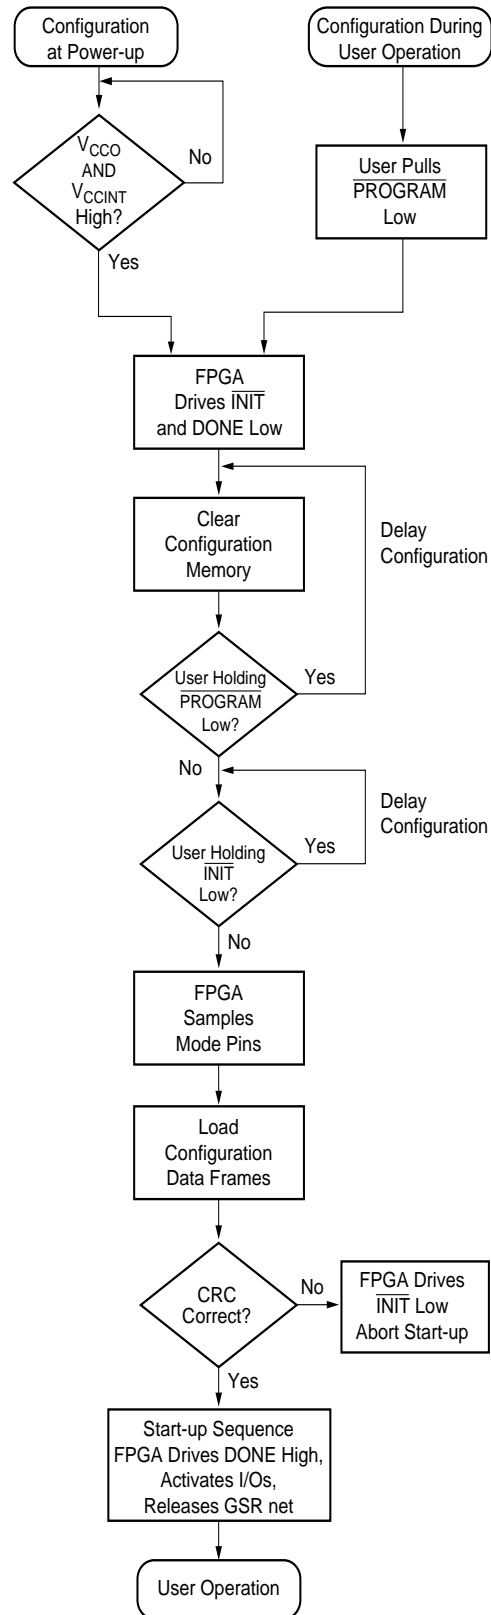 Configuration
at Power-up
Configuration During
User Operation
VCCO
AND
VCCINT
High?
No
Yes
User Pulls
PROGRAM
Low
FPGA
Drives INIT
and DONE Low
Clear
Configuration
Memory
Delay
Configuration
User Holding
PROGRAM
Low?
Yes
No
Delay
Configuration
User Holding
INIT
Low?
Yes
No
FPGA
Samples
Mode Pins
Load
Configuration
Data Frames
CRC
Correct?
No
FPGA Drives
INIT Low
Abort Start-up
Yes
Start-up Sequence
FPGA Drives DONE High,
Activates I/Os,
Releases GSR net
User Operation